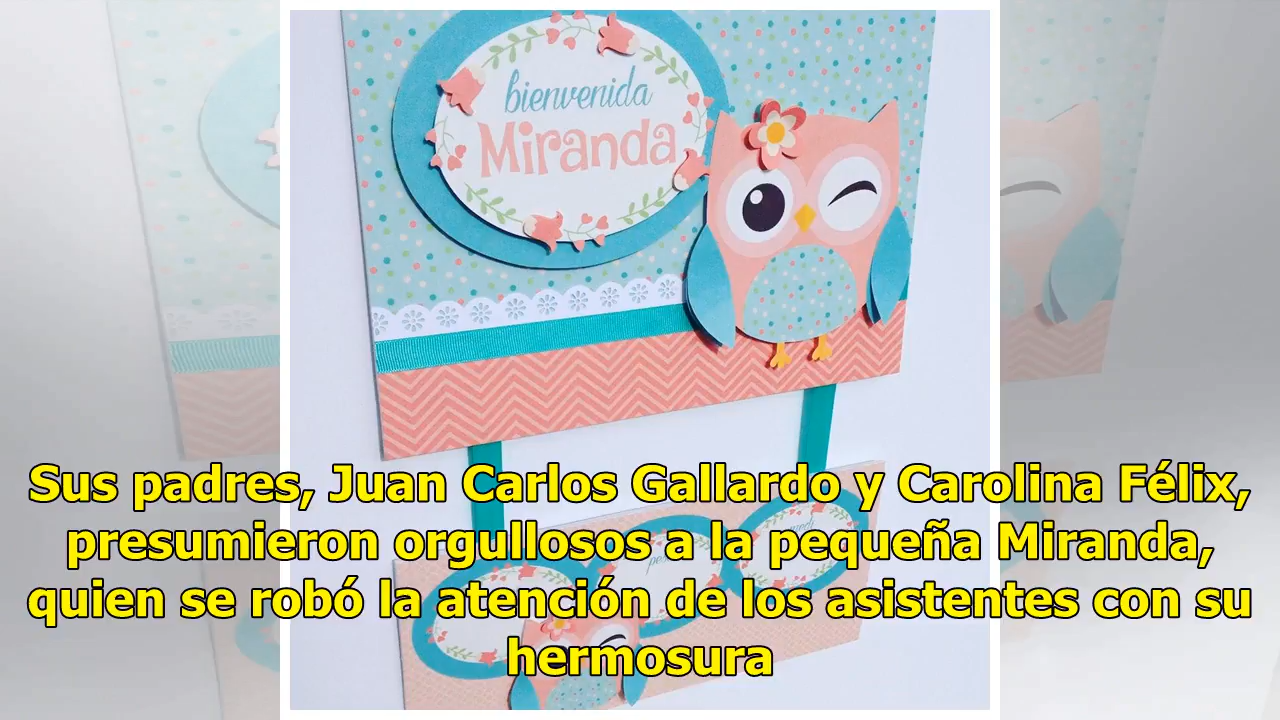 bienvenida
Miranda
Sus padres, Juan Carlos Gallardo y Carolina Félix,
presumieron orgullosos a la pequeña Miranda,
quien se robó la atención de los asistentes con su
hermosura